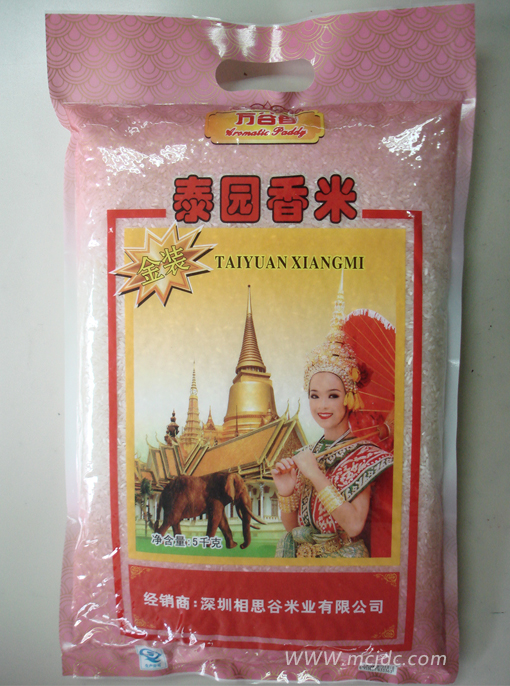 万谷香
Aromatic Paddy
泰园香米
金装
TAIYUAN XIANGMI
净含量:5千克
经销商:深圳相思谷米业有限公司
www.mcjdc.com